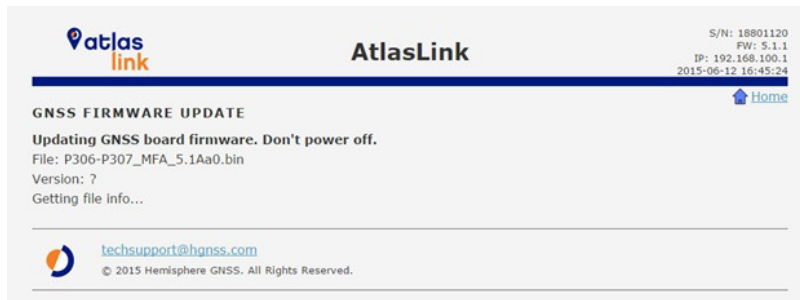 atlas
link
AtlasLink
S/N: 18801120
FW: 5.1.1
IP: 192.168.100.1
2015-06-12 16:45:24
Home
GNSS FIRMWARE UPDATE
Updating GNSS board firmware. Don't power off.
File: P306-P307_MFA_5.1Aa0.bin
Version: ?
Getting file info...
techsupport@hgnss.com
© 2015 Hemisphere GNSS. All Rights Reserved.